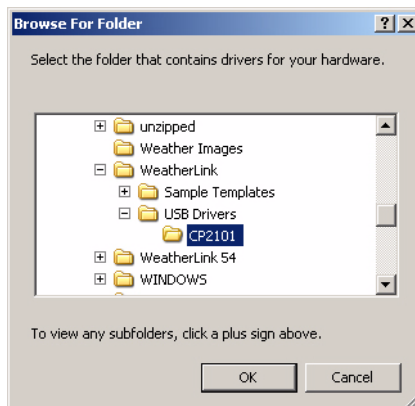 Browse For Folder
Select the folder that contains drivers for your hardware.
unzipped
Weather Images
WeatherLink
Sample Templates
USB Drivers
CP2101
WeatherLink 54
WINDOWS
To view any subfolders, click a plus sign above.
OK Cancel